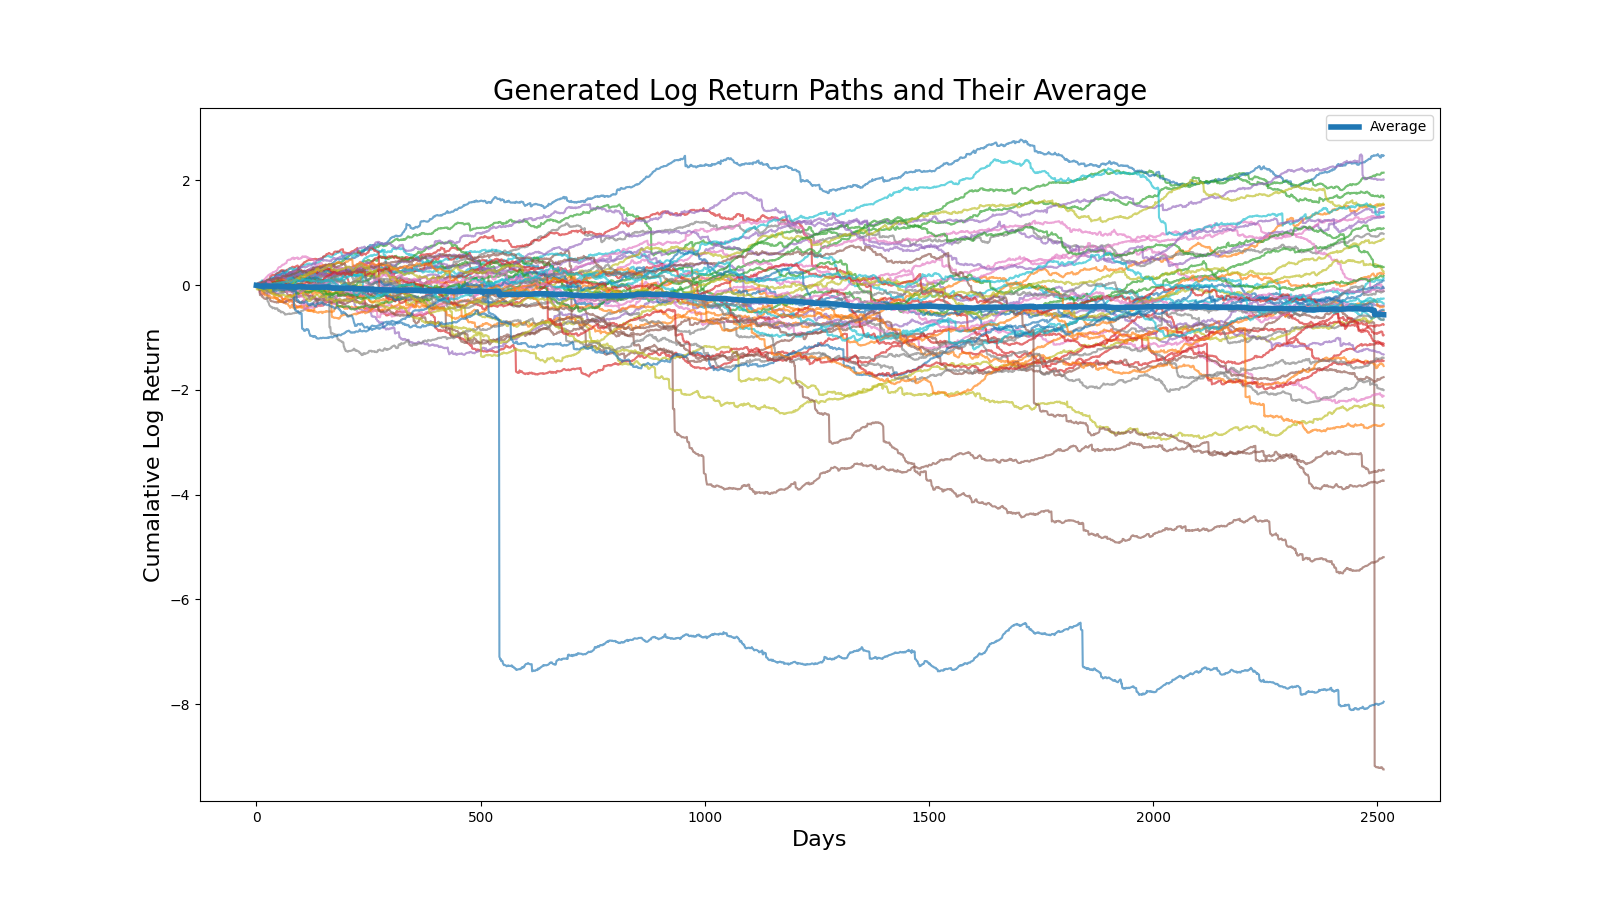 Generated Log Return Paths and Their Average
Average
Cumalative Log Return
2
0
−2
−4
−6
−8
0 500 1000 1500 2000 2500
Days